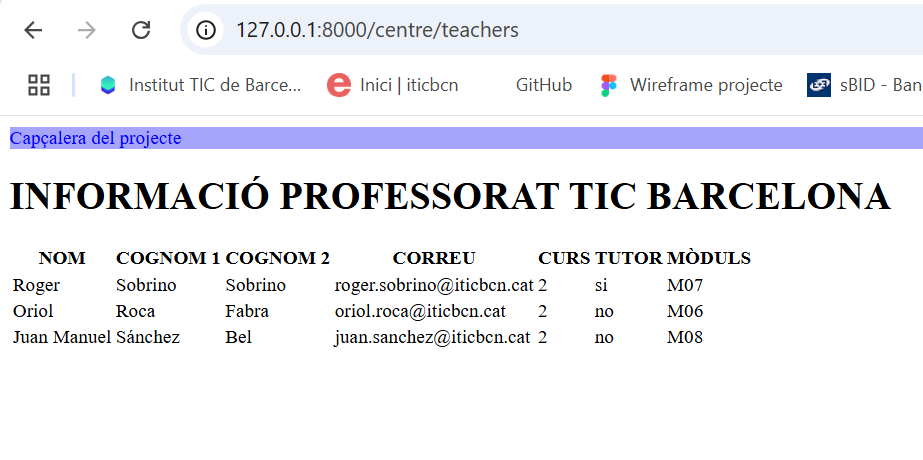 127.0.0.1:8000/centre/teachers
Institut TIC de Barce... Inici | iticbcn GitHub Wireframe projecte sBID - Ban
Capçalera del projecte
INFORMACIÓ PROFESSORAT TIC BARCELONA
NOM COGNOM 1 COGNOM 2 CORREU CURS TUTOR MÒDULS
Roger Sobrino Sobrino roger.sobrino@iticbcn.cat 2 si M07
Oriol Roca Fabra oriol.roca@iticbcn.cat 2 no M06
Juan Manuel Sánchez Bel juan.sanchez@iticbcn.cat 2 no M08